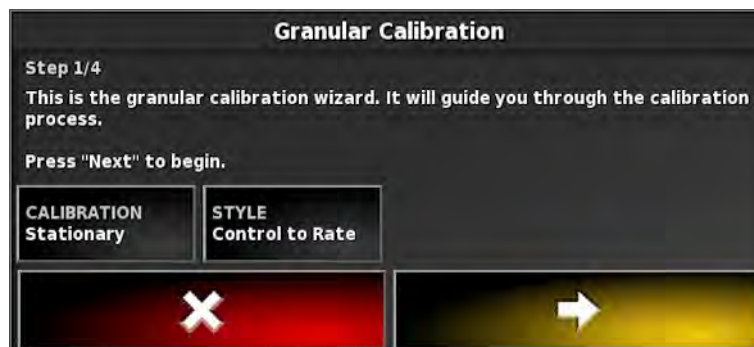 Granular Calibration
Step 1/4
This is the granular calibration wizard. It will guide you through the calibration
process.
Press "Next" to begin.
CALIBRATION
Stationary
STYLE
Control to Rate